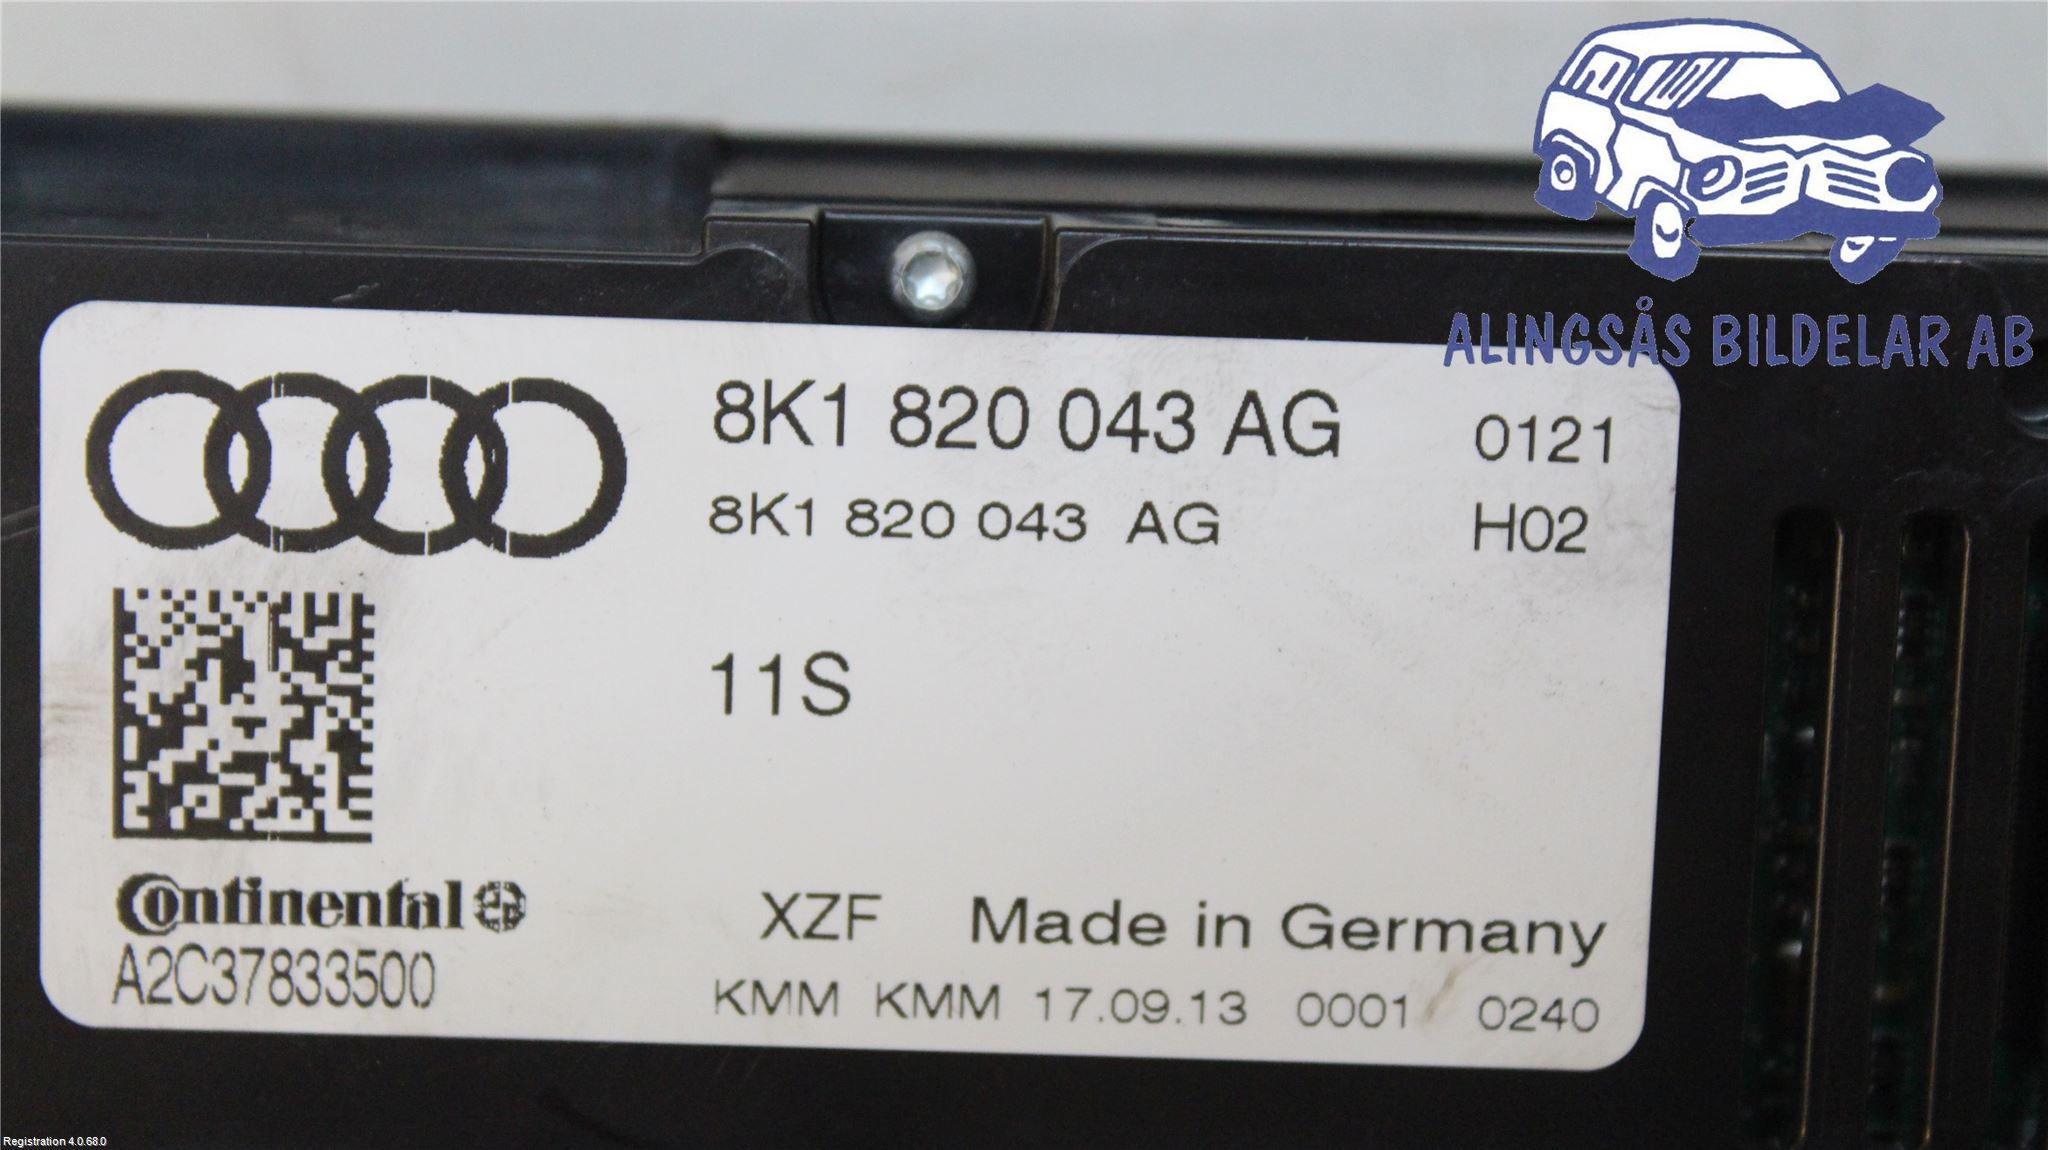 ALINGSÅS BILDELAR AB
8K1 820 043 AG 0121
8K1 820 043 AG H02
11S
Continental
A2C37833500
XZF Made in Germany
KMM KMM 17.09.13 0001 0240
Registration 4.0.68.0